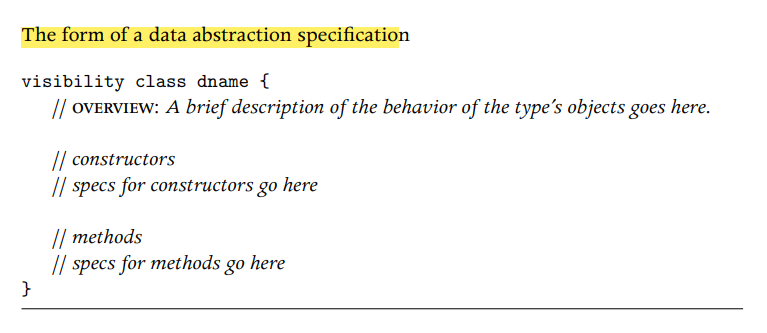 The form of a data abstraction specification
visibility class dname {
// OVERVIEW: A brief description of the behavior of the type’s objects goes here.
// constructors
// specs for constructors go here
// methods
// specs for methods go here
}